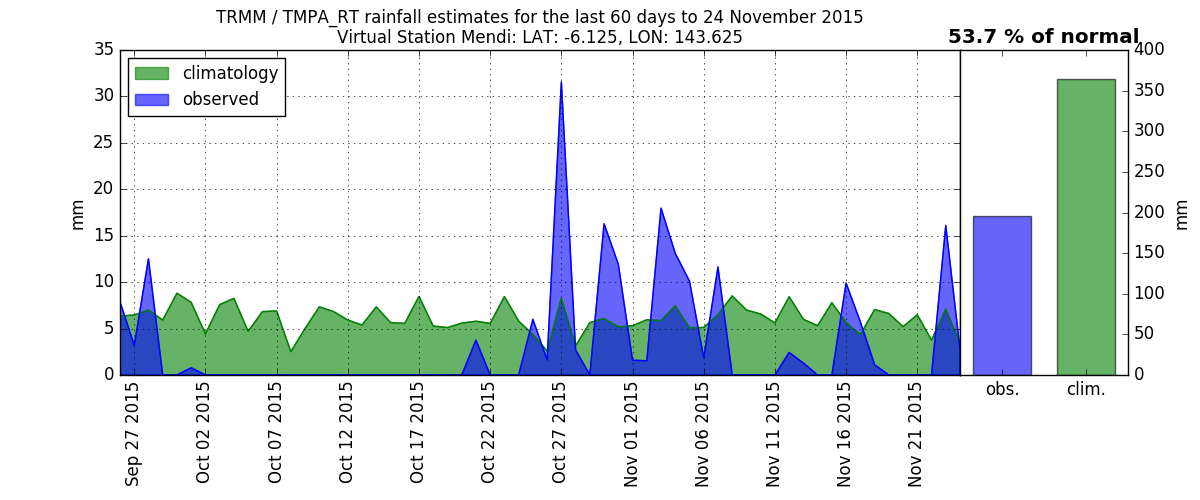 TRMM / TMPA_RT rainfall estimates for the last 60 days to 24 November 2015
Virtual Station Mendi: LAT: -6.125, LON: 143.625
53.7 % of normal
climatology
observed
35
30
25
20
15
10
5
0
mm
Sep 27 2015
Oct 02 2015
Oct 07 2015
Oct 12 2015
Oct 17 2015
Oct 22 2015
Oct 27 2015
Nov 01 2015
Nov 06 2015
Nov 11 2015
Nov 16 2015
Nov 21 2015
obs.
clim.
400
350
300
250
200
150
100
50
0
mm